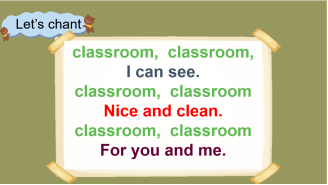 Let's chant
classroom, classroom,
I can see.
classroom, classroom
Nice and clean.
classroom, classroom
For you and me.